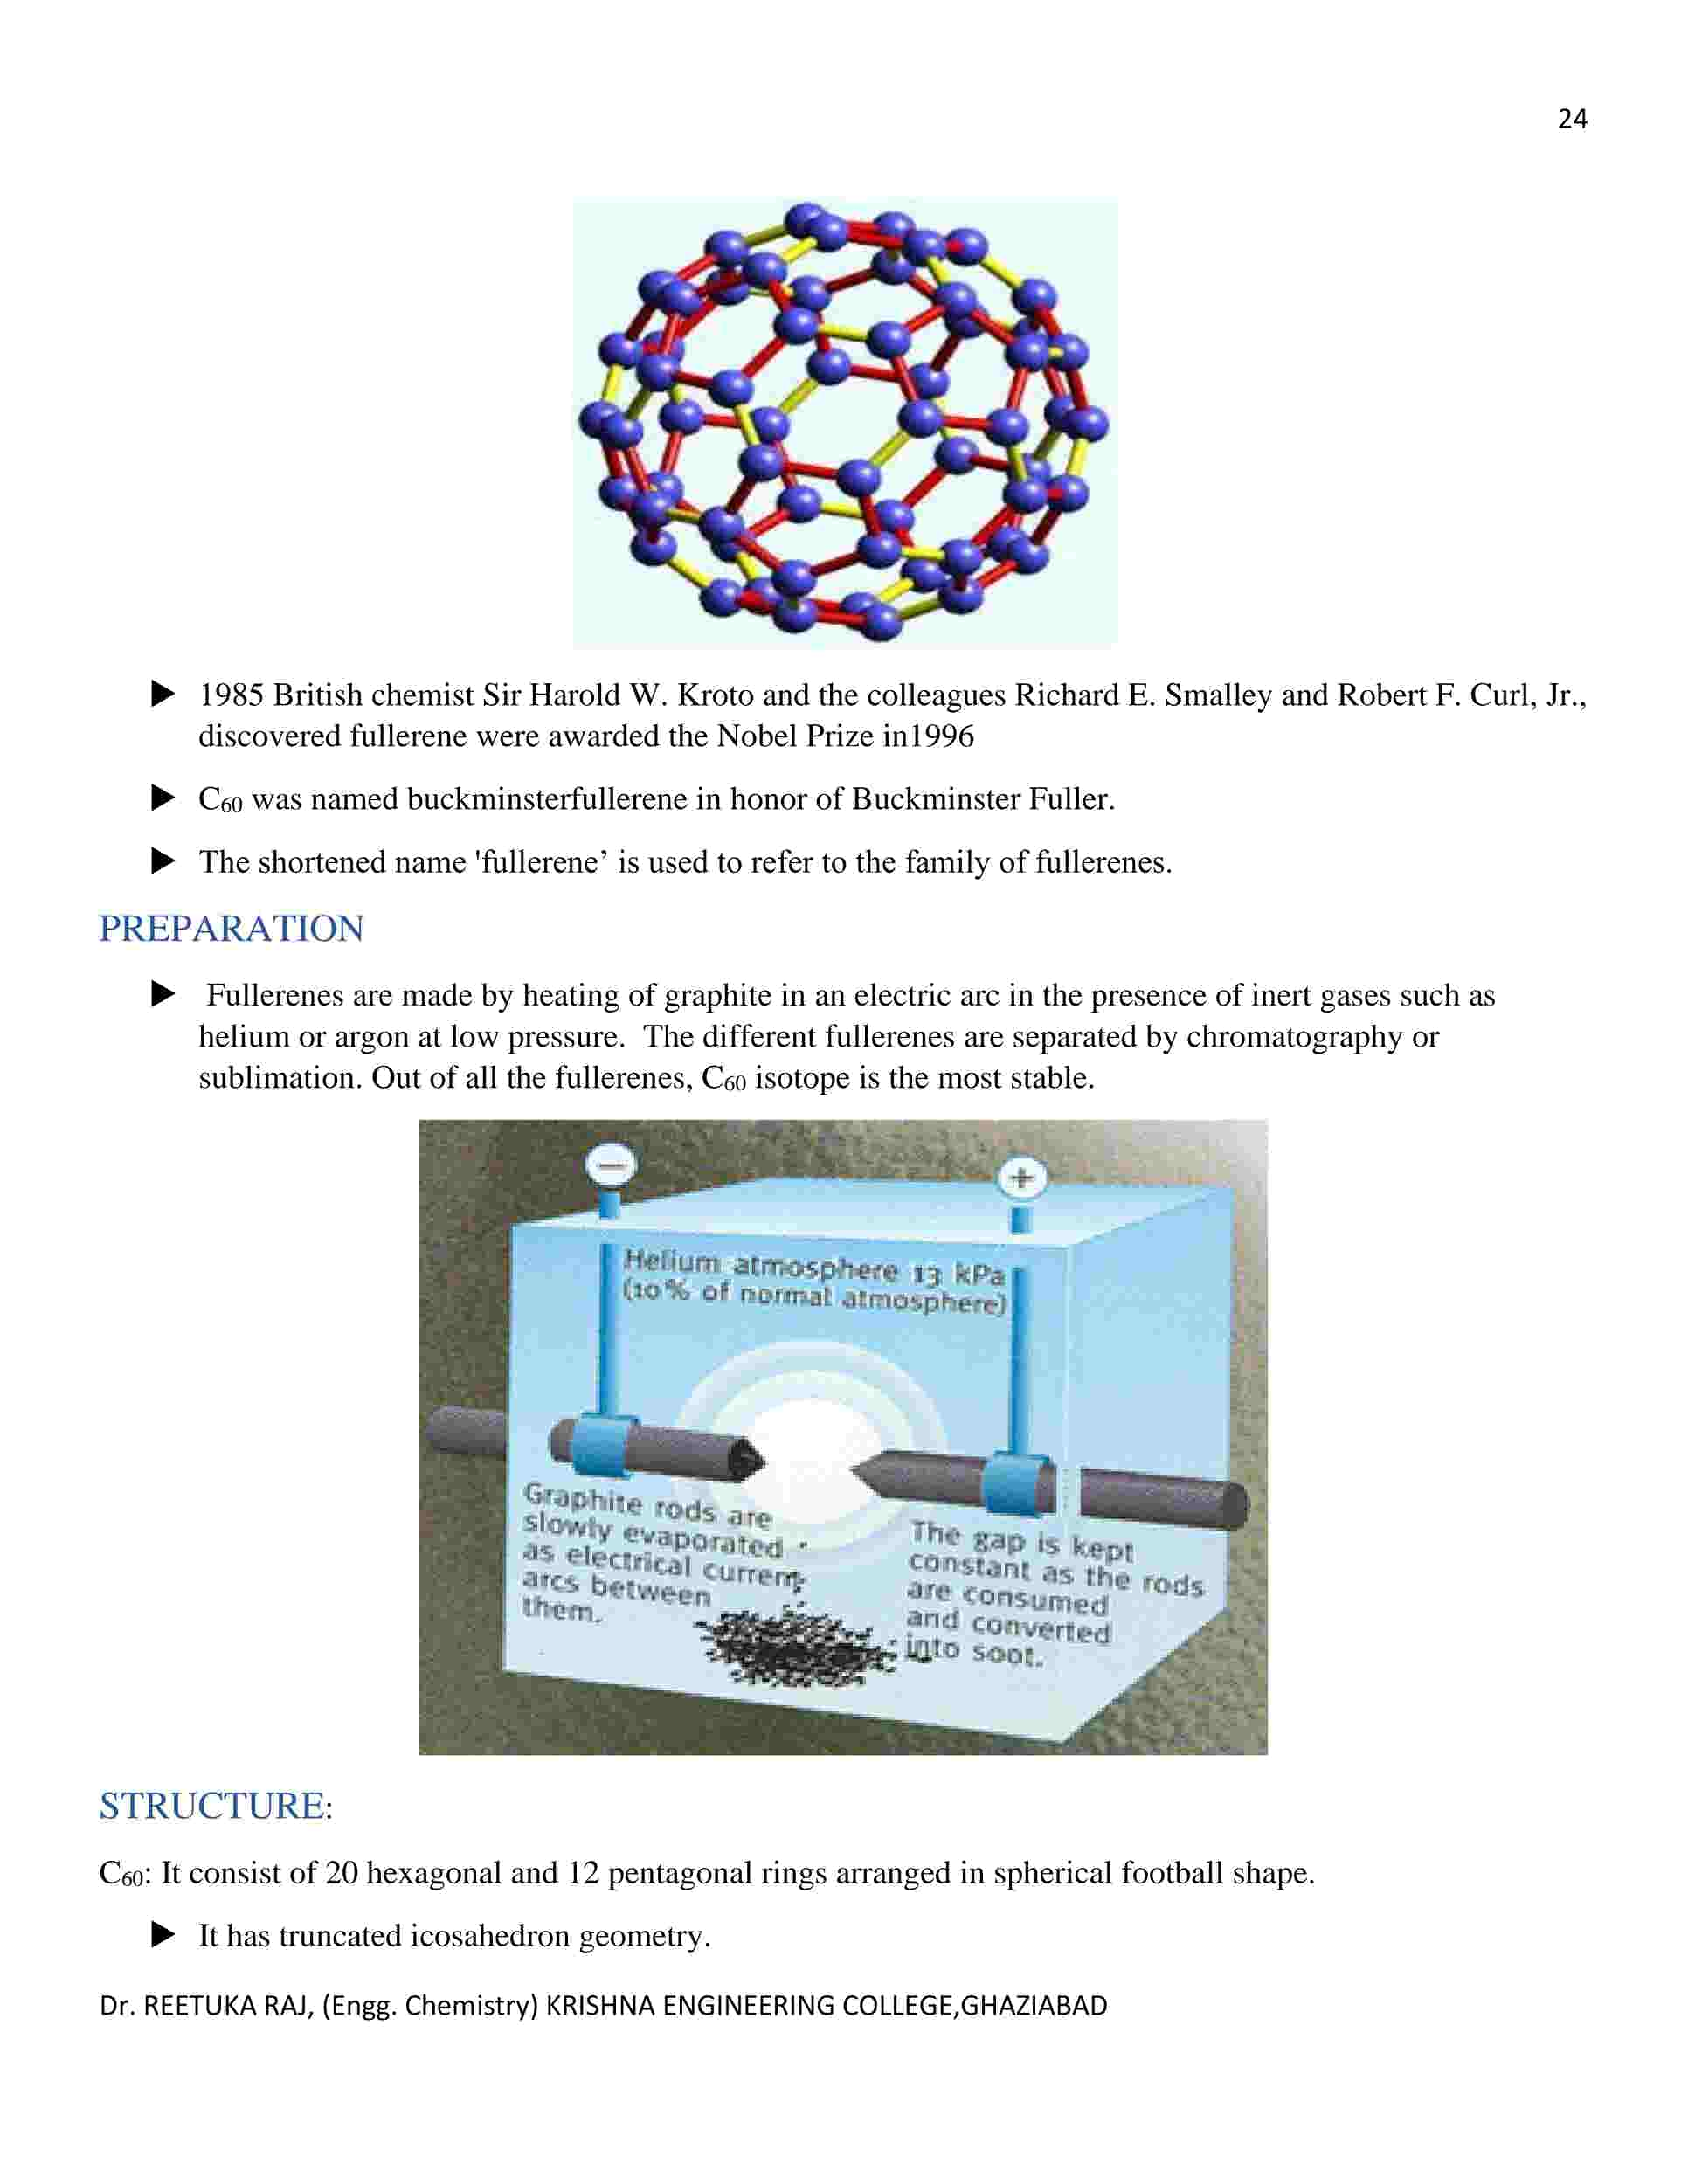 24
▶ 1985 British chemist Sir Harold W. Kroto and the colleagues Richard E. Smalley and Robert F. Curl, Jr.,
discovered fullerene were awarded the Nobel Prize in1996
▶ C₆₀ was named buckminsterfullerene in honor of Buckminster Fuller.
▶ The shortened name 'fullerene’ is used to refer to the family of fullerenes.
PREPARATION
▶ Fullerenes are made by heating of graphite in an electric arc in the presence of inert gases such as
helium or argon at low pressure. The different fullerenes are separated by chromatography or
sublimation. Out of all the fullerenes, C₆₀ isotope is the most stable.
− +
Helium atmosphere 13 kPa
(10% of normal atmosphere)
Graphite rods are
slowly evaporated
as electrical current
arcs between
them.
The gap is kept
constant as the rods
are consumed
and converted
into soot.
STRUCTURE:
C₆₀: It consist of 20 hexagonal and 12 pentagonal rings arranged in spherical football shape.
▶ It has truncated icosahedron geometry.
Dr. REETUKA RAJ, (Engg. Chemistry) KRISHNA ENGINEERING COLLEGE,GHAZIABAD